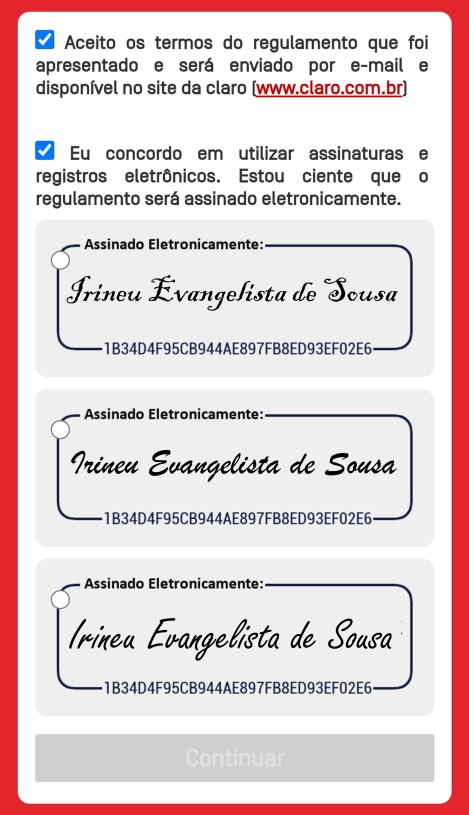 Aceito os termos do regulamento que foi
apresentado e será enviado por e-mail e
disponível no site da claro (www.claro.com.br)
Eu concordo em utilizar assinaturas e
registros eletrônicos. Estou ciente que o
regulamento será assinado eletronicamente.
Assinado Eletronicamente:
Irineu Evangelista de Sousa
1B34D4F95CB944AE897FB8ED93EF02E6
Assinado Eletronicamente:
Irineu Evangelista de Sousa
1B34D4F95CB944AE897FB8ED93EF02E6
Assinado Eletronicamente:
Irineu Evangelista de Sousa
1B34D4F95CB944AE897FB8ED93EF02E6
Continuar